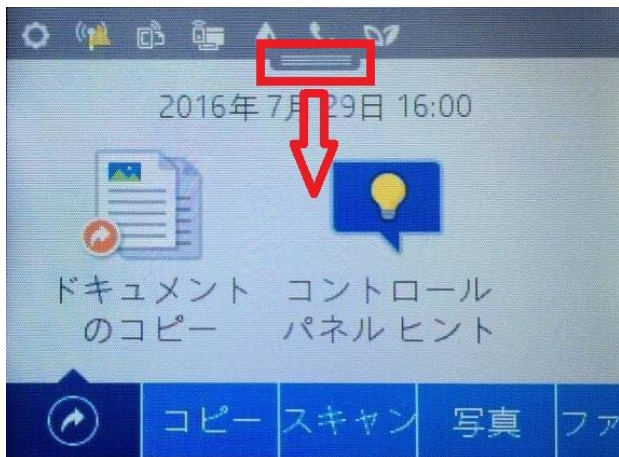 2016年7月29日 16:00
ドキュメント
のコピー
コントロール
パネル ヒント
コピー
スキャン
写真
ファ